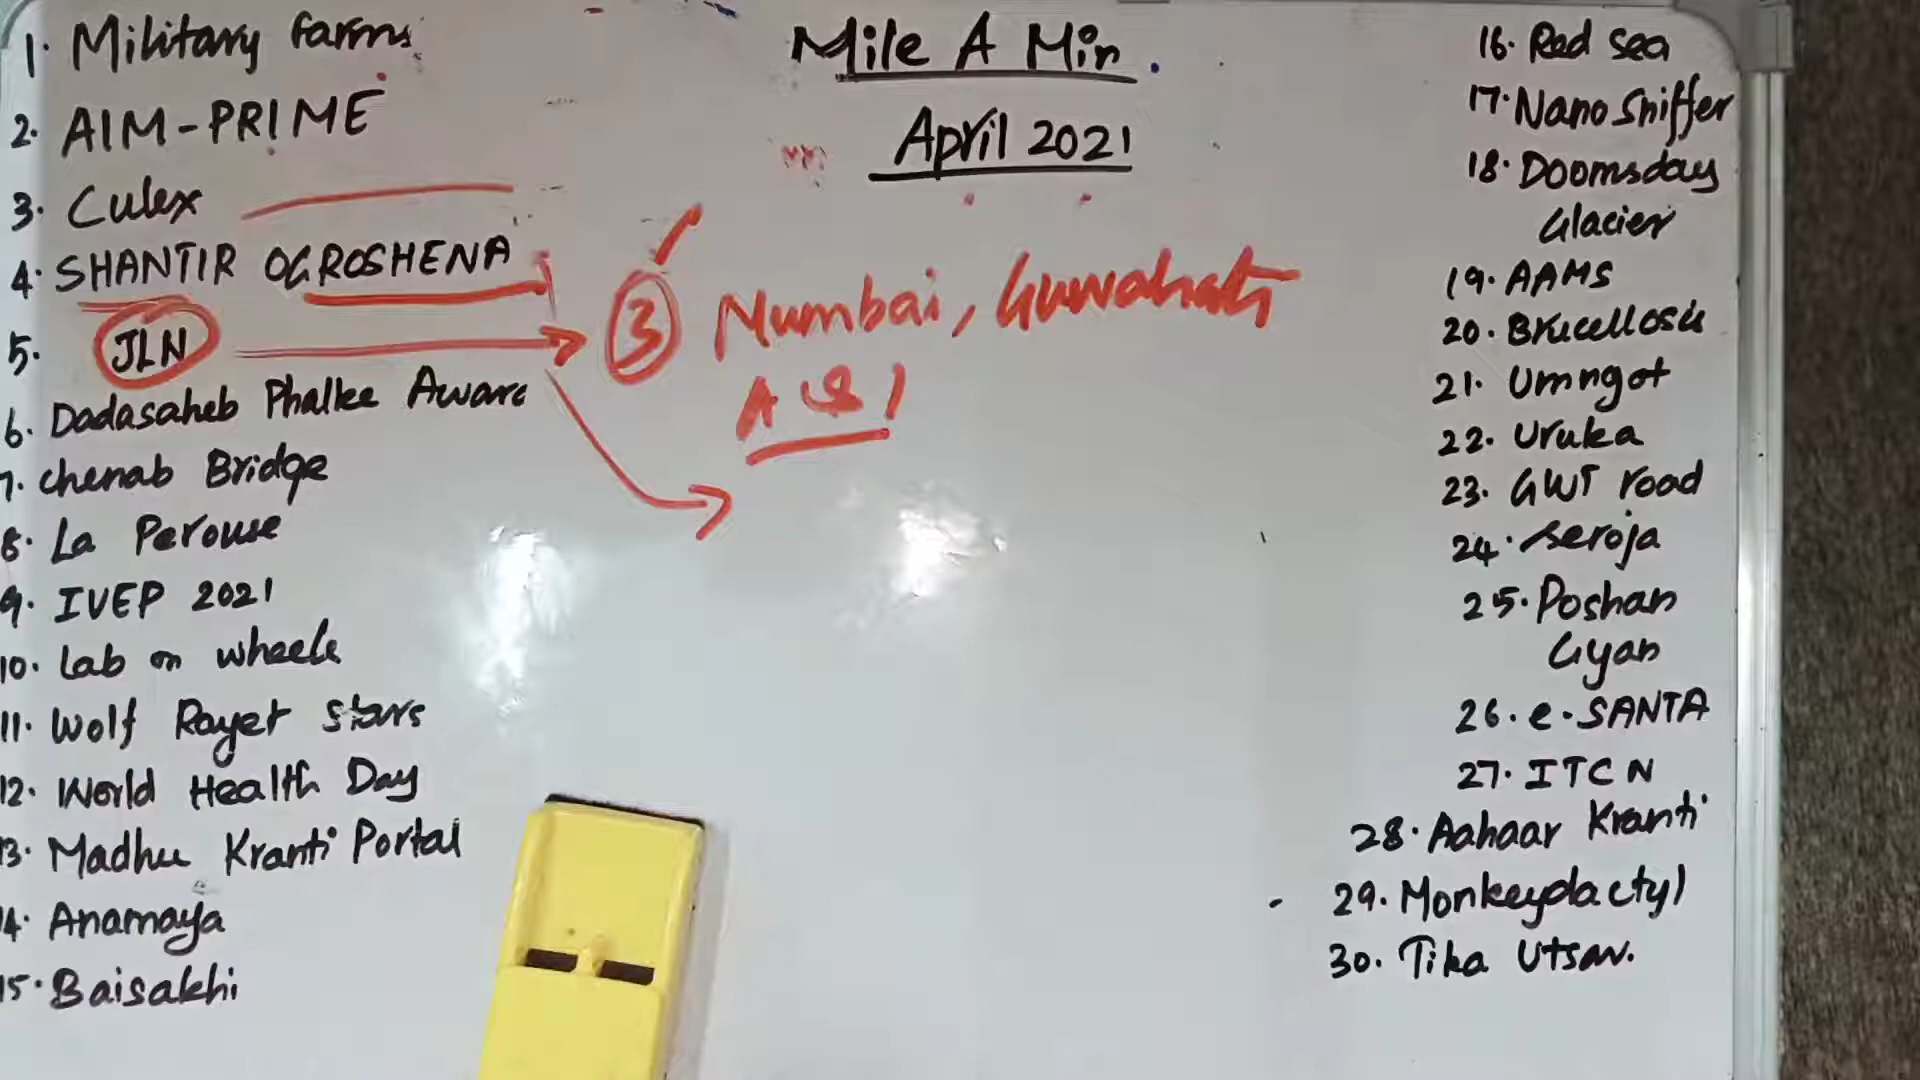 Mile A Min.
April 2021
1. Military farms
2. AIM-PRIME
3. Culex
4. SHANTIR OGROSHENA
5. JLN
6. Dadasaheb Phalke Award
7. Chenab Bridge
8. La Perouse
9. IVEP 2021
10. Lab on wheels
11. Wolf Rayet Stars
12. World Health Day
13. Madhu Kranti Portal
14. Anamaya
15. Baisakhi
3 Mumbai, Guwahati
A & I
16. Red Sea
17. Nano Sniffer
18. Doomsday
Glacier
19. AAMS
20. Brucellosis
21. Umngot
22. Uruka
23. GWT road
24. Seroja
25. Poshan
Gyan
26. e-SANTA
27. ITCN
28. Aahaar Kranti
29. Monkeydactyl
30. Tika Utsav.